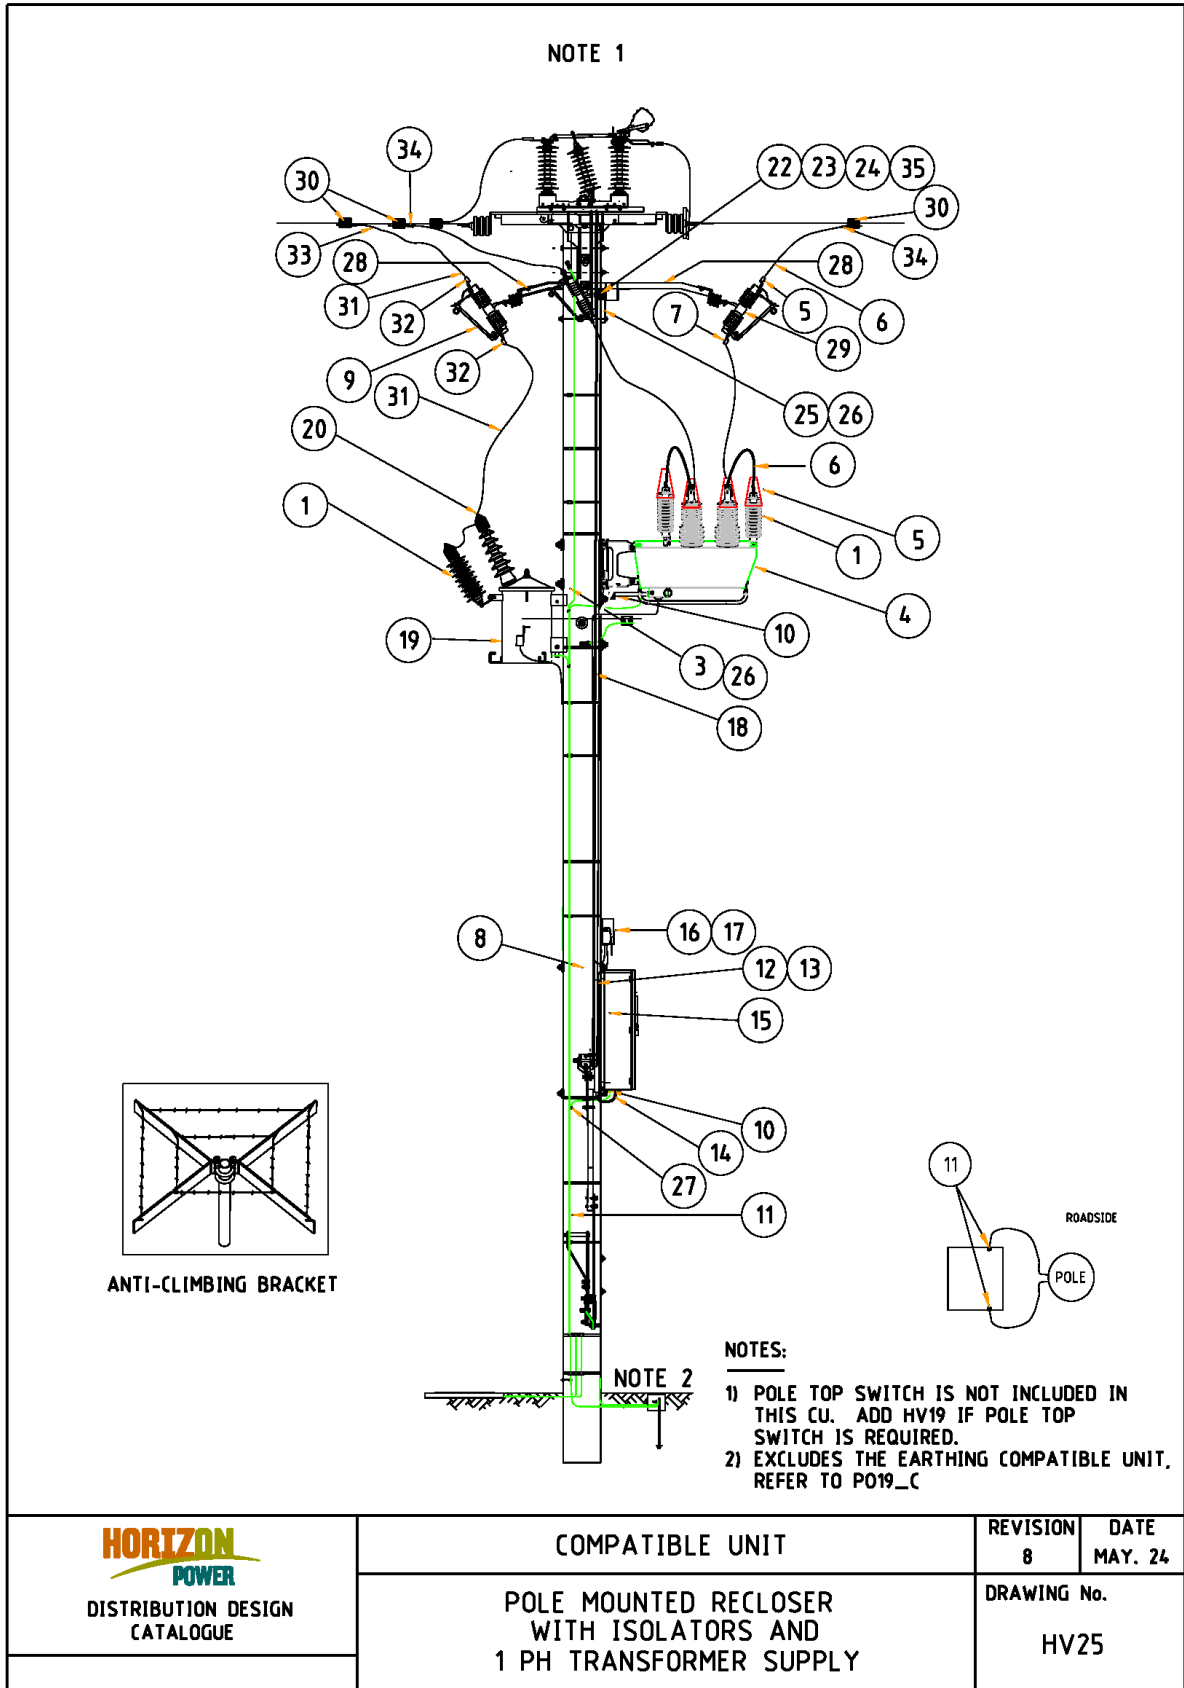 NOTE 1
34
22 23 24 35
30
30
33
28
28
34
31
5
6
32
7
29
9
32
31
25 26
20
6
1
5
1
4
10
19
3
26
18
16 17
8
12 13
15
10
14
27
11
11
ROADSIDE
POLE
ANTI-CLIMBING BRACKET
NOTE 2
NOTES:
1) POLE TOP SWITCH IS NOT INCLUDED IN
THIS CU. ADD HV19 IF POLE TOP
SWITCH IS REQUIRED.
2) EXCLUDES THE EARTHING COMPATIBLE UNIT.
REFER TO PO19_C
HORIZON
POWER
DISTRIBUTION DESIGN
CATALOGUE
COMPATIBLE UNIT
POLE MOUNTED RECLOSER
WITH ISOLATORS AND
1 PH TRANSFORMER SUPPLY
REVISION
8
DATE
MAY. 24
DRAWING No.
HV25